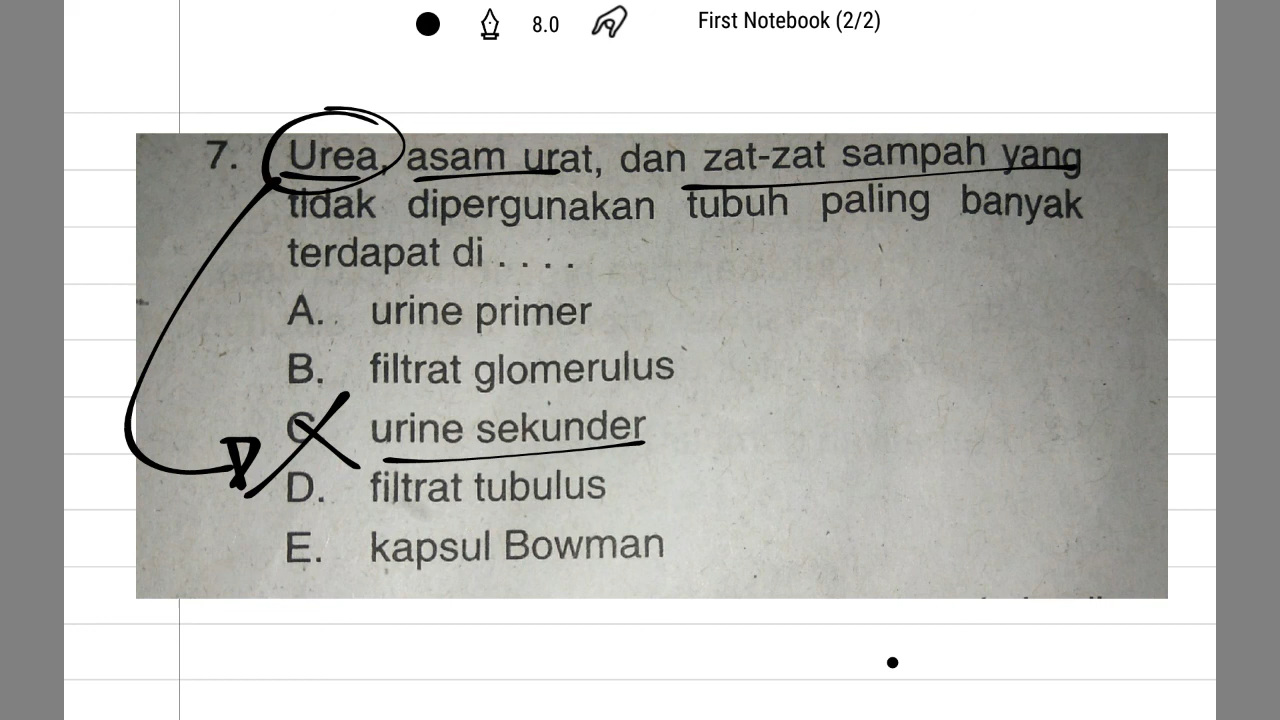 8.0 First Notebook (2/2)
7. Urea, asam urat, dan zat-zat sampah yang
tidak dipergunakan tubuh paling banyak
terdapat di . . . .
A. urine primer
B. filtrat glomerulus
C. urine sekunder
D. filtrat tubulus
E. kapsul Bowman